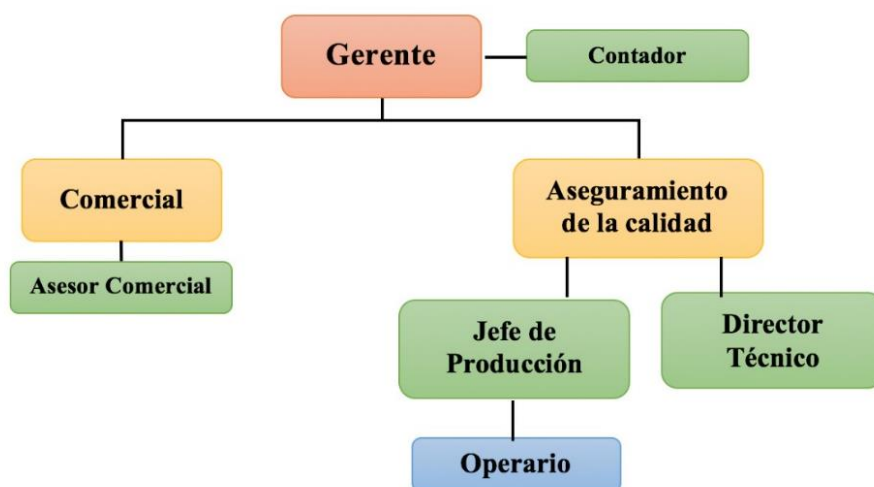 Gerente
Contador
Comercial
Aseguramiento
de la calidad
Asesor Comercial
Jefe de
Producción
Director
Técnico
Operario